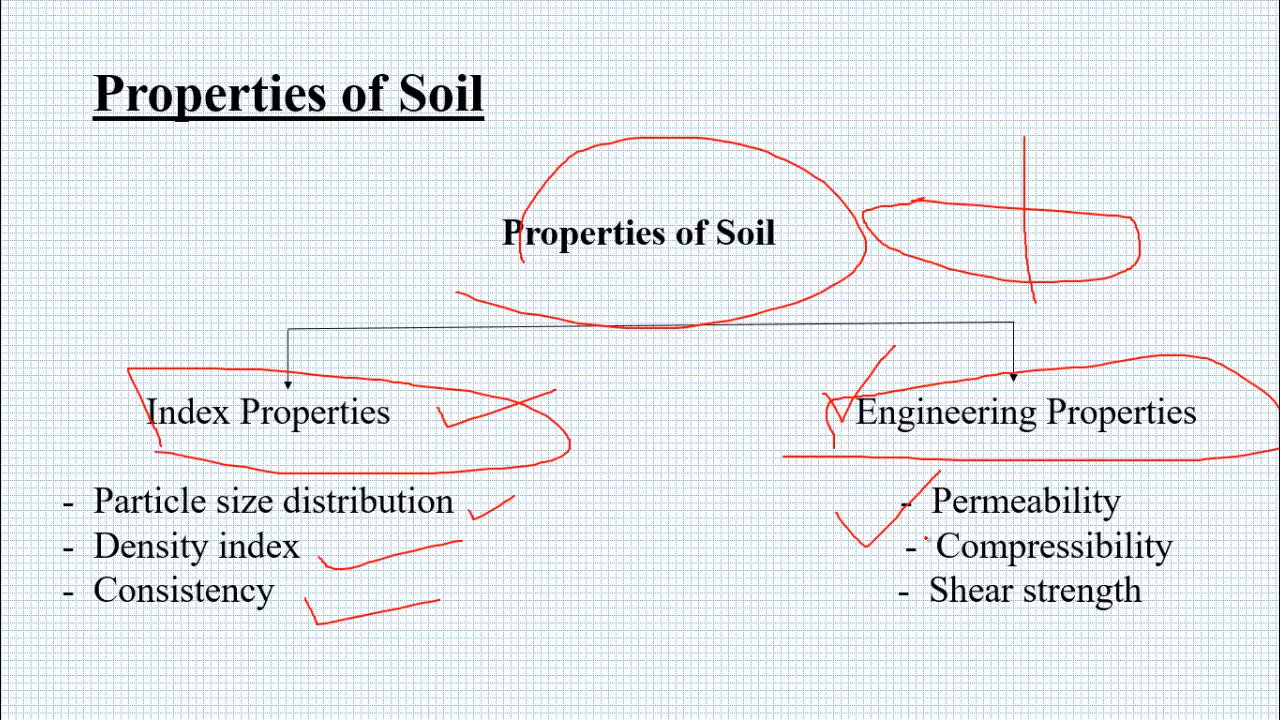 Properties of Soil
Properties of Soil
Index Properties
- Particle size distribution
- Density index
- Consistency
Engineering Properties
- Permeability
- Compressibility
- Shear strength